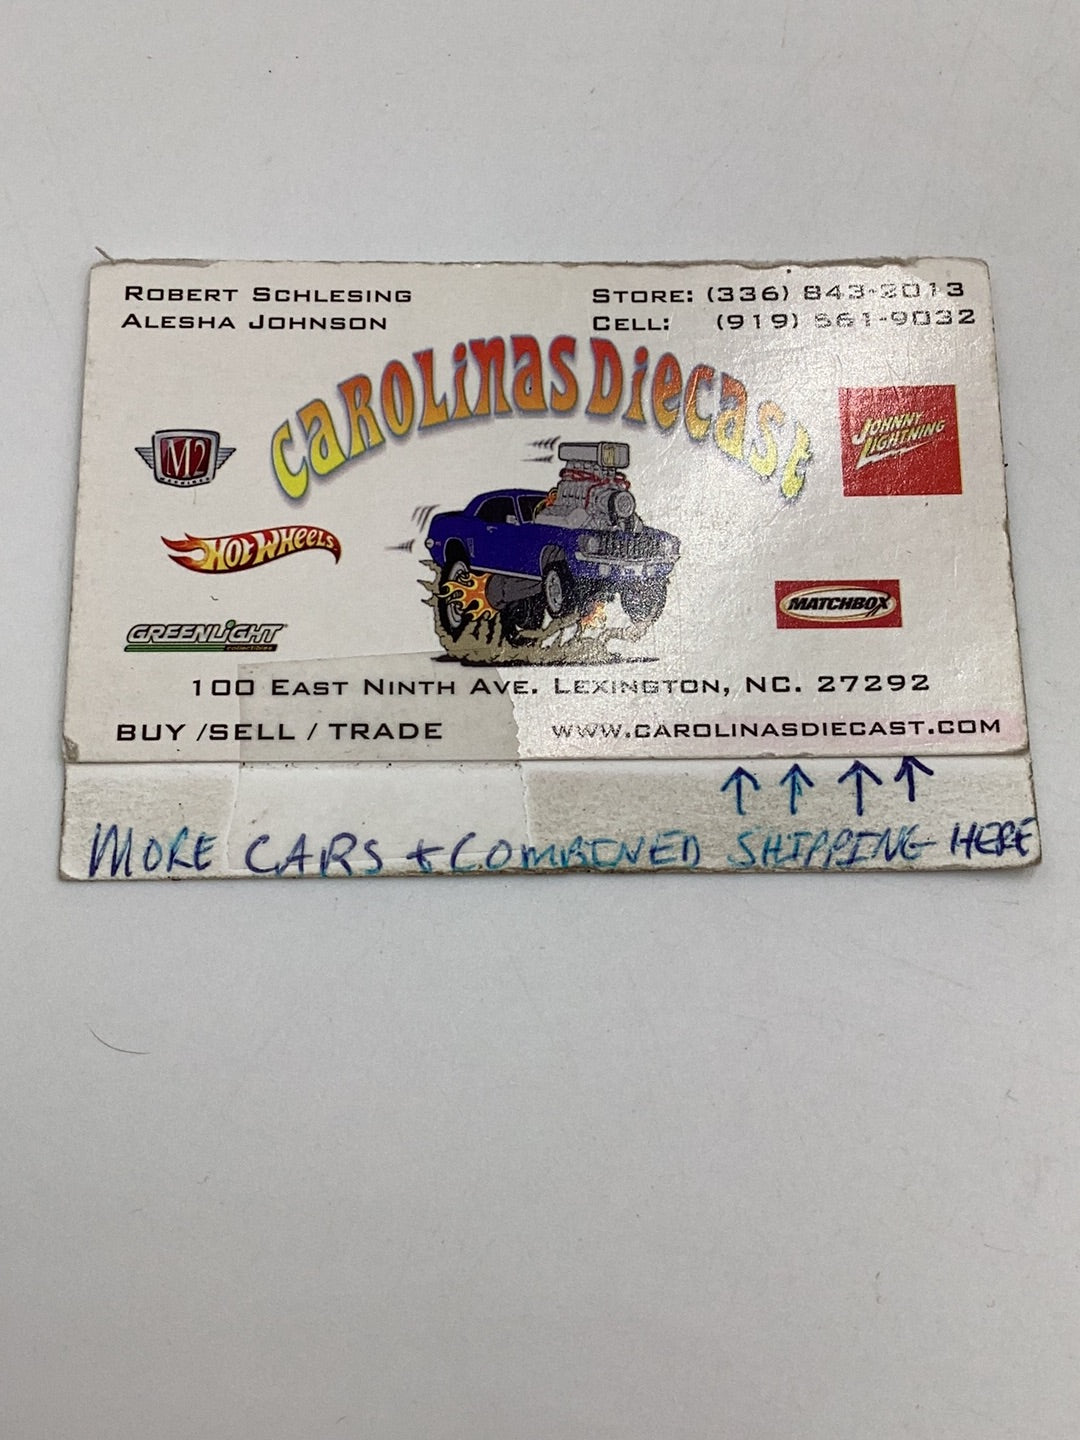 ROBERT SCHLESING
ALESHA JOHNSON
STORE: (336) 843-2013
CELL: (919) 561-9032
CAROLINAS DIECAST
M2
MACHINES
JOHNNY
LIGHTNING
HOT WHEELS
MATCHBOX
GREENLIGHT
collectibles
100 EAST NINTH AVE. LEXINGTON, NC. 27292
BUY /SELL / TRADE
WWW.CAROLINASDIECAST.COM
↑ ↑ ↑ ↑
MORE CARS + COMBINED SHIPPING HERE